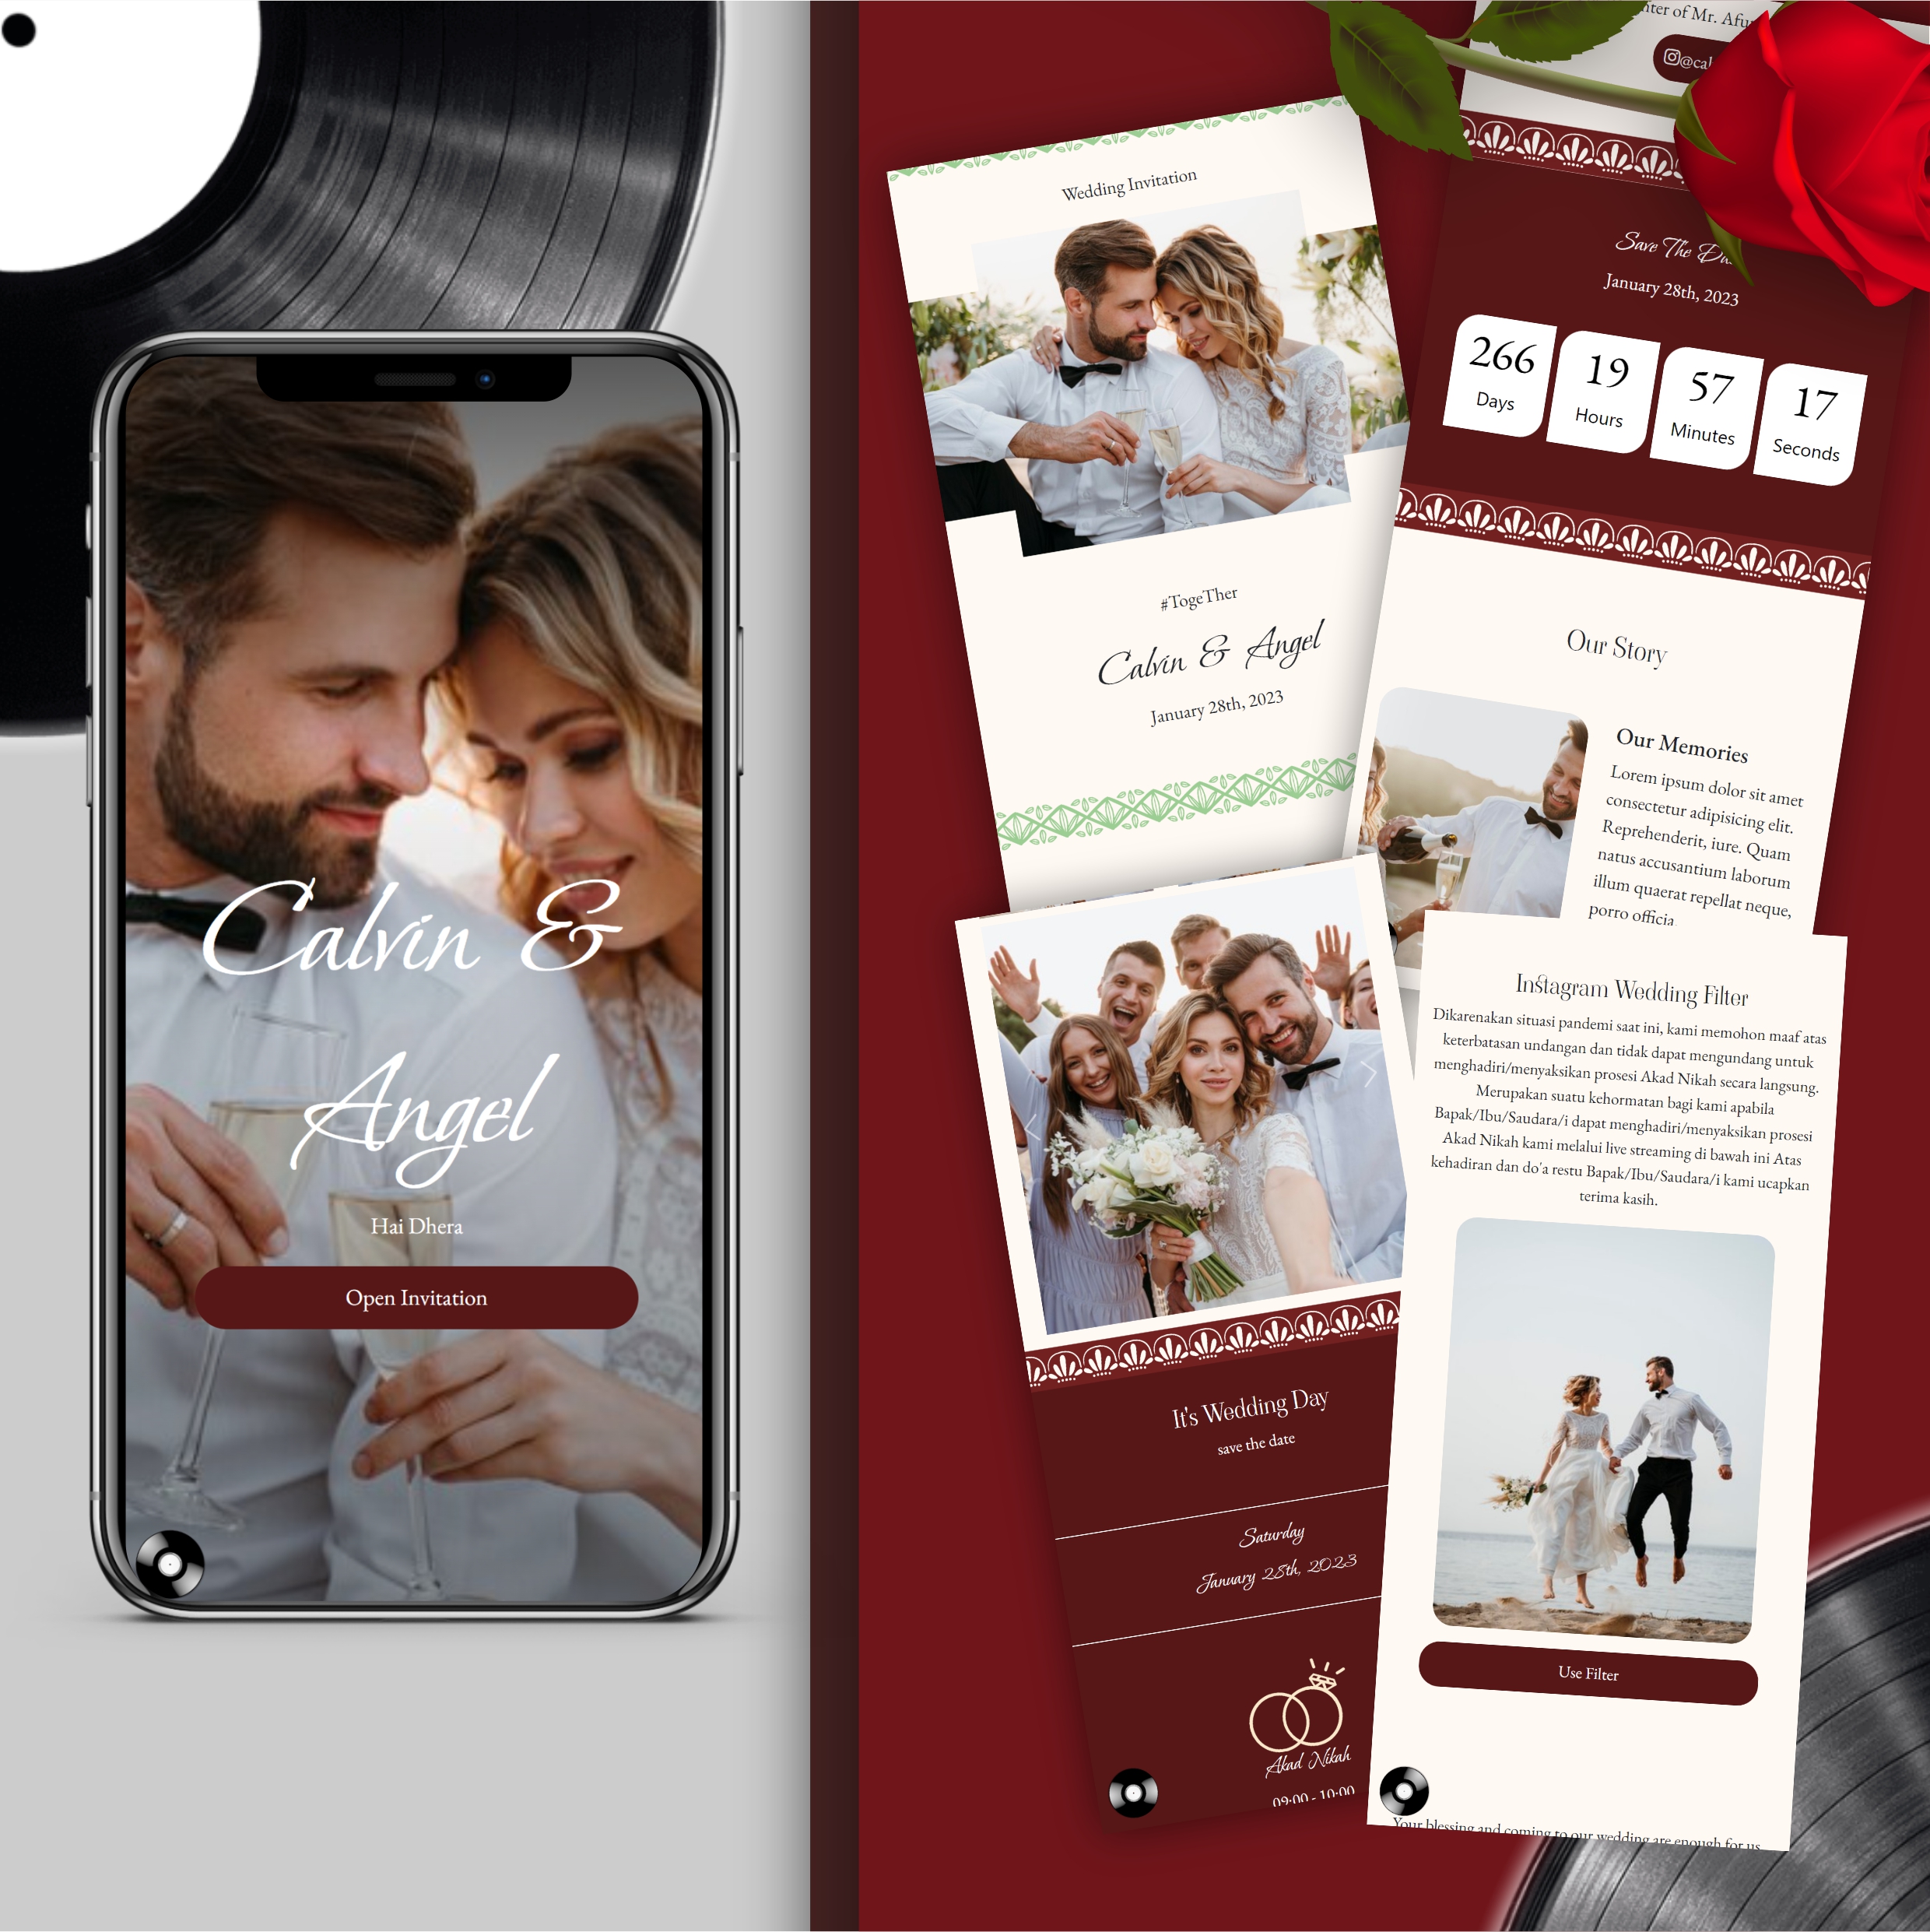 Calvin &
Angel
Hai Dhera
Open Invitation
Wedding Invitation
#TogeTher
Calvin & Angel
January 28th, 2023
of Mr.
Save The
January 28th, 2023
266 19 57 17
Days Hours Minutes Seconds
Our Story
Our Memories
Lorem ipsum dolor sit amet
consectetur adipisicing elit.
Reprehenderit, iure. Quam
natus accusantium laborum
illum quaerat repellat neque,
porro officia
It's Wedding Day
save the date
Saturday
January 28th, 2023
Akad Nikah
09:00 - 10:00
Instagram Wedding Filter
Dikarenakan situasi pandemi saat ini, kami memohon maaf atas
keterbatasan undangan dan tidak dapat mengundang untuk
menghadiri/menyaksikan prosesi Akad Nikah secara langsung.
Merupakan suatu kehormatan bagi kami apabila
Bapak/Ibu/Saudara/i dapat menghadiri/menyaksikan prosesi
Akad Nikah kami melalui live streaming di bawah ini Atas
kehadiran dan do'a restu Bapak/Ibu/Saudara/i kami ucapkan
terima kasih.
Use Filter
Your blessing and coming to our wedding are enough for us